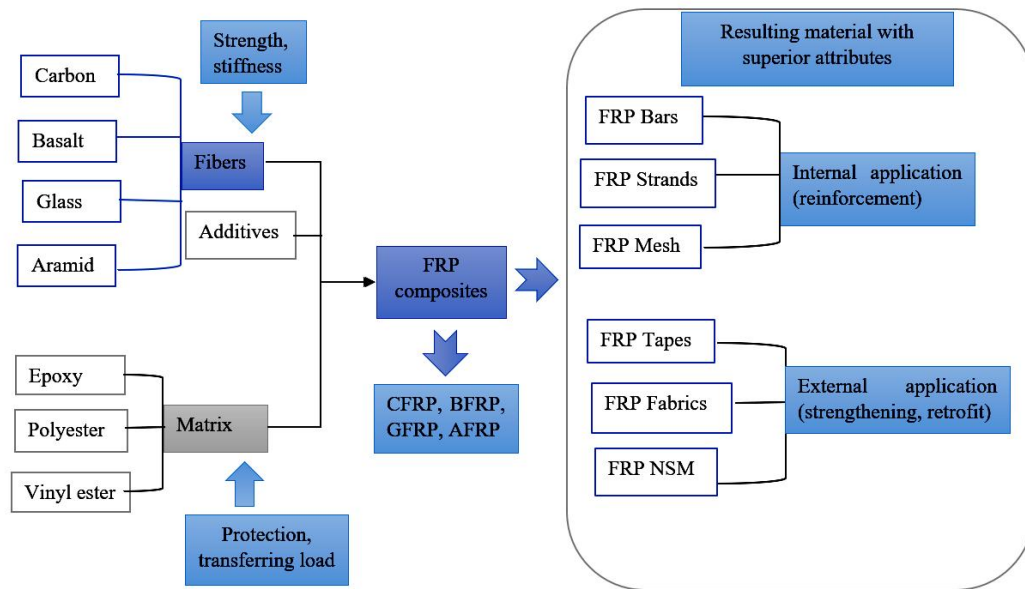 Strength,
stiffness
Carbon
Basalt
Glass
Aramid
Fibers
Additives
Epoxy
Polyester
Vinyl ester
Matrix
Protection,
transferring load
FRP
composites
CFRP, BFRP,
GFRP, AFRP
Resulting material with
superior attributes
FRP Bars
FRP Strands
FRP Mesh
Internal application
(reinforcement)
FRP Tapes
FRP Fabrics
FRP NSM
External application
(strengthening, retrofit)